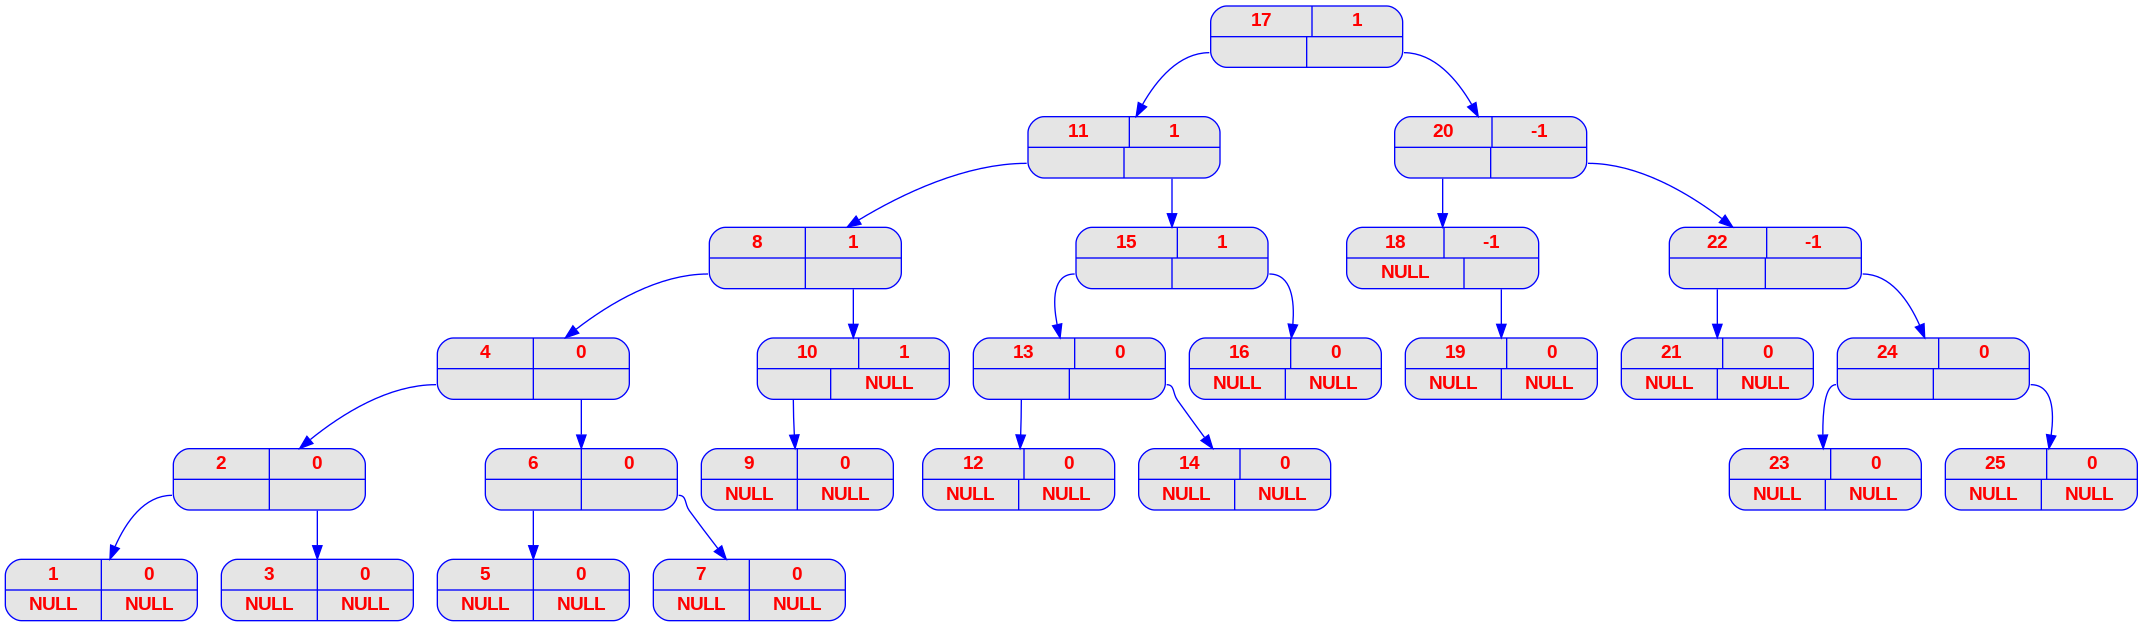 17 1
11 1
20 -1
8 1
15 1
18 -1
22 -1
NULL
4 0
10 1
13 0
16 0
19 0
21 0
24 0
NULL
NULL NULL
NULL NULL
NULL NULL
2 0
6 0
9 0
12 0
14 0
23 0
25 0
NULL NULL
NULL NULL
NULL NULL
NULL NULL
NULL NULL
1 0
3 0
5 0
7 0
NULL NULL
NULL NULL
NULL NULL
NULL NULL